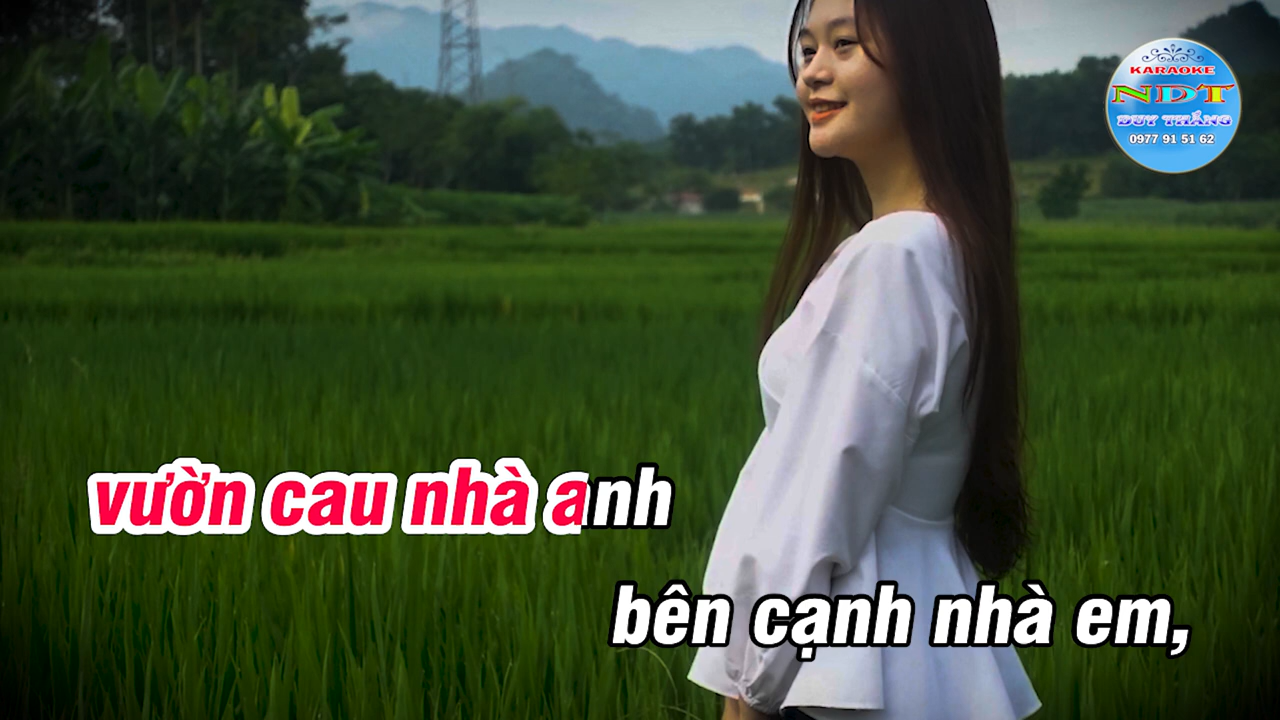 KARAOKE
NDT
DUY THẮNG
0977 91 51 62
vườn cau nhà anh
bên cạnh nhà em,